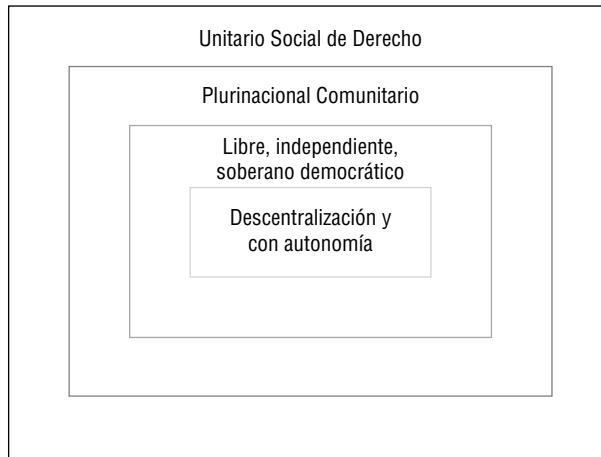 Unitario Social de Derecho
Plurinacional Comunitario
Libre, independiente,
soberano democrático
Descentralización y
con autonomía